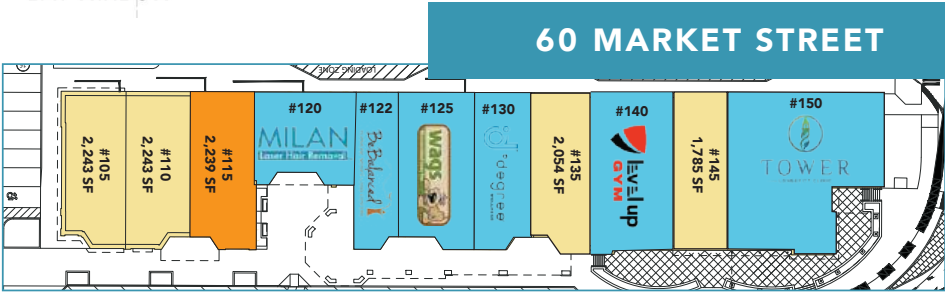 60 MARKET STREET
LOADING ZONE
#105
2,243 SF
#110
2,243 SF
#115
2,239 SF
#120
MILAN
Laser Hair Removal
#122
Be Balanced
#125
wags
#130
d°
degree
#135
2,054 SF
#140
level up
GYM
#145
1,785 SF
#150
TOWER